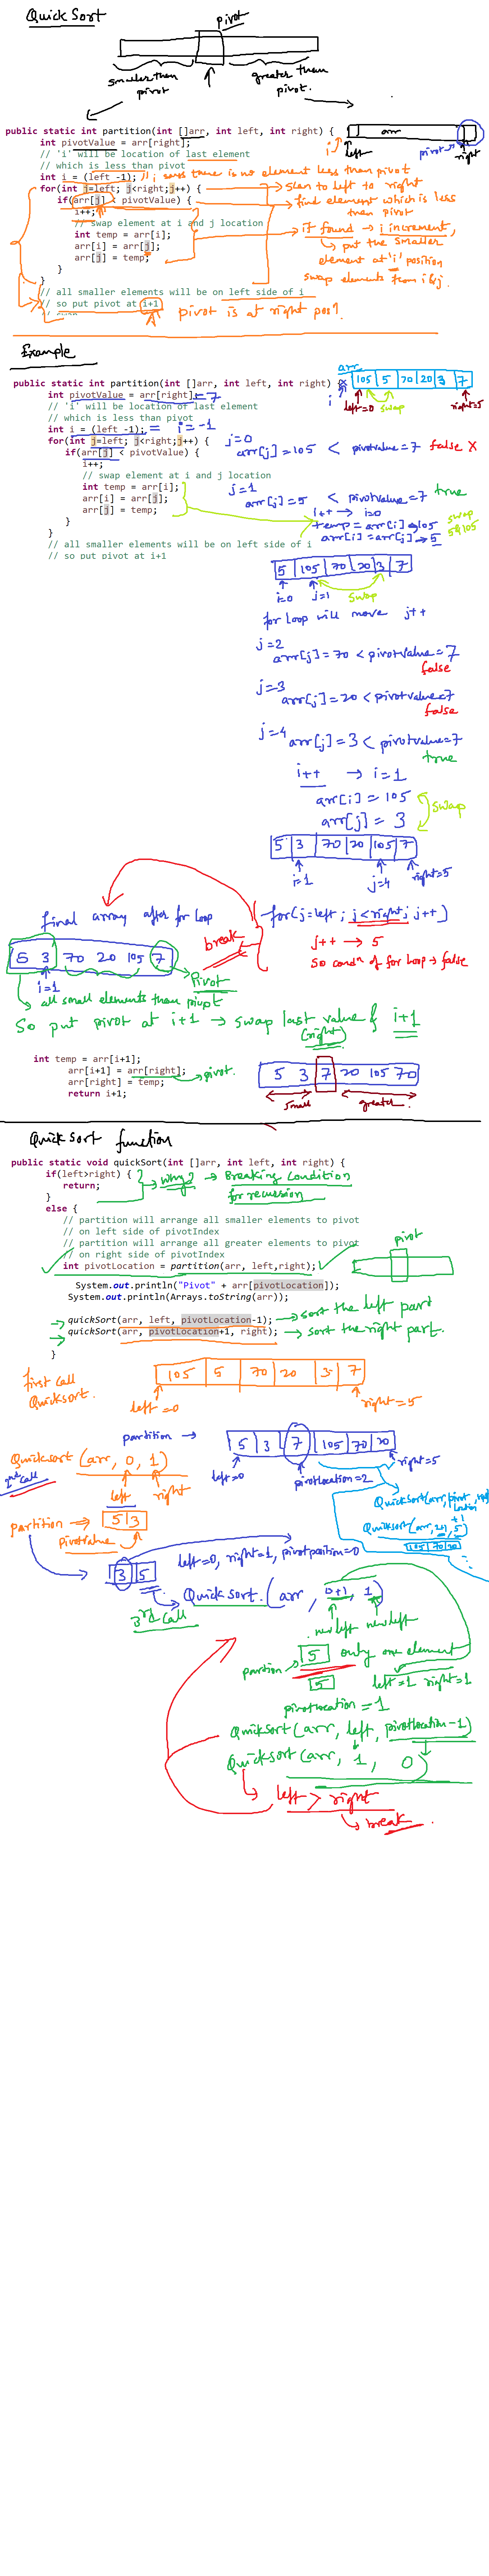 Quick Sort
pivot
smaller than pivot
greater than pivot.
public static int partition(int []arr, int left, int right) {
int pivotValue = arr[right];
// 'i' will be location of last element
// which is less than pivot
int i = (left -1);
for(int j=left; j<right;j++) {
if(arr[j] < pivotValue) {
i++;
// swap element at i and j location
int temp = arr[i];
arr[i] = arr[j];
arr[j] = temp;
}
}
// all smaller elements will be on left side of i
// so put pivot at i+1
arr
i
left
pivot→
right
there is no element less than pivot
scan to left to right
find element which is less than pivot
if found → i increment,
put the smaller
element at 'i' position
swap elements from i & j.
pivot is at right posn.
Example
public static int partition(int []arr, int left, int right) {
int pivotValue = arr[right]; = 7
// 'i' will be location of last element
// which is less than pivot
int i = (left -1); = i = -1
for(int j=left; j<right;j++) {
if(arr[j] < pivotValue) {
i++;
// swap element at i and j location
int temp = arr[i];
arr[i] = arr[j];
arr[j] = temp;
}
}
// all smaller elements will be on left side of i
// so put pivot at i+1
arr
105 5 70 20 3 7
i
left=0
swap
right=5
j=0
arr[j] = 105 < pivotvalue = 7 false X
j=1
arr[j] = 5 < pivotvalue = 7 true
i++ → i=0
temp = arr[i] → 105
arr[i] = arr[j] → 5
swap
5 & 105
5 105 70 20 3 7
i=0 j=1 swap
for loop will move j++
j=2
arr[j] = 70 < pivotvalue = 7
false
j=3
arr[j] = 20 < pivotvalue = 7
false
j=4
arr[j] = 3 < pivotvalue = 7
true
i++ → i=1
arr[i] = 105
arr[j] = 3
swap
5 3 70 20 105 7
i=1 j=4 right=5
final array after for loop
for(j=left; j<right; j++)
break
j++ → 5
So condn of for loop → false
5 3 70 20 105 7
i=1
Pivot
all small elements than pivot
So put pivot at i+1 → swap last value & i+1
(right)
int temp = arr[i+1];
arr[i+1] = arr[right]; → pivot.
arr[right] = temp;
return i+1;
5 3 7 20 105 70
small
greater.
Quick Sort function
public static void quickSort(int []arr, int left, int right) {
if(left>right) {
return;
}
why? → Breaking Condition for recussion
else {
// partition will arrange all smaller elements to pivot
// on left side of pivotIndex
// partition will arrange all greater elements to pivot
// on right side of pivotIndex
int pivotLocation = partition(arr, left,right);
pivot
System.out.println("Pivot" + arr[pivotLocation]);
System.out.println(Arrays.toString(arr));
quickSort(arr, left, pivotLocation-1); → sort the left part
quickSort(arr, pivotLocation+1, right); → sort the right part.
}
first call
Quicksort.
105 5 70 20 3 7
left=0
right=5
partition →
5 3 7 105 70 20
left=0
pivotlocation=2
right=5
Quicksort(arr, 0, 1)
2nd call
left right
partition → 5 3
pivotvalue
105 70 20
3 5
left=0, right=1, pivotposition=0
Quick Sort. (arr, 0+1, 1)
3rd call
new left
new left
partition → 5 only one element
5
left=1 right=1
pivotlocation = 1
Quicksort(arr, left, pivotlocation-1)
Quicksort(arr, 1, 0)
left > right
break.